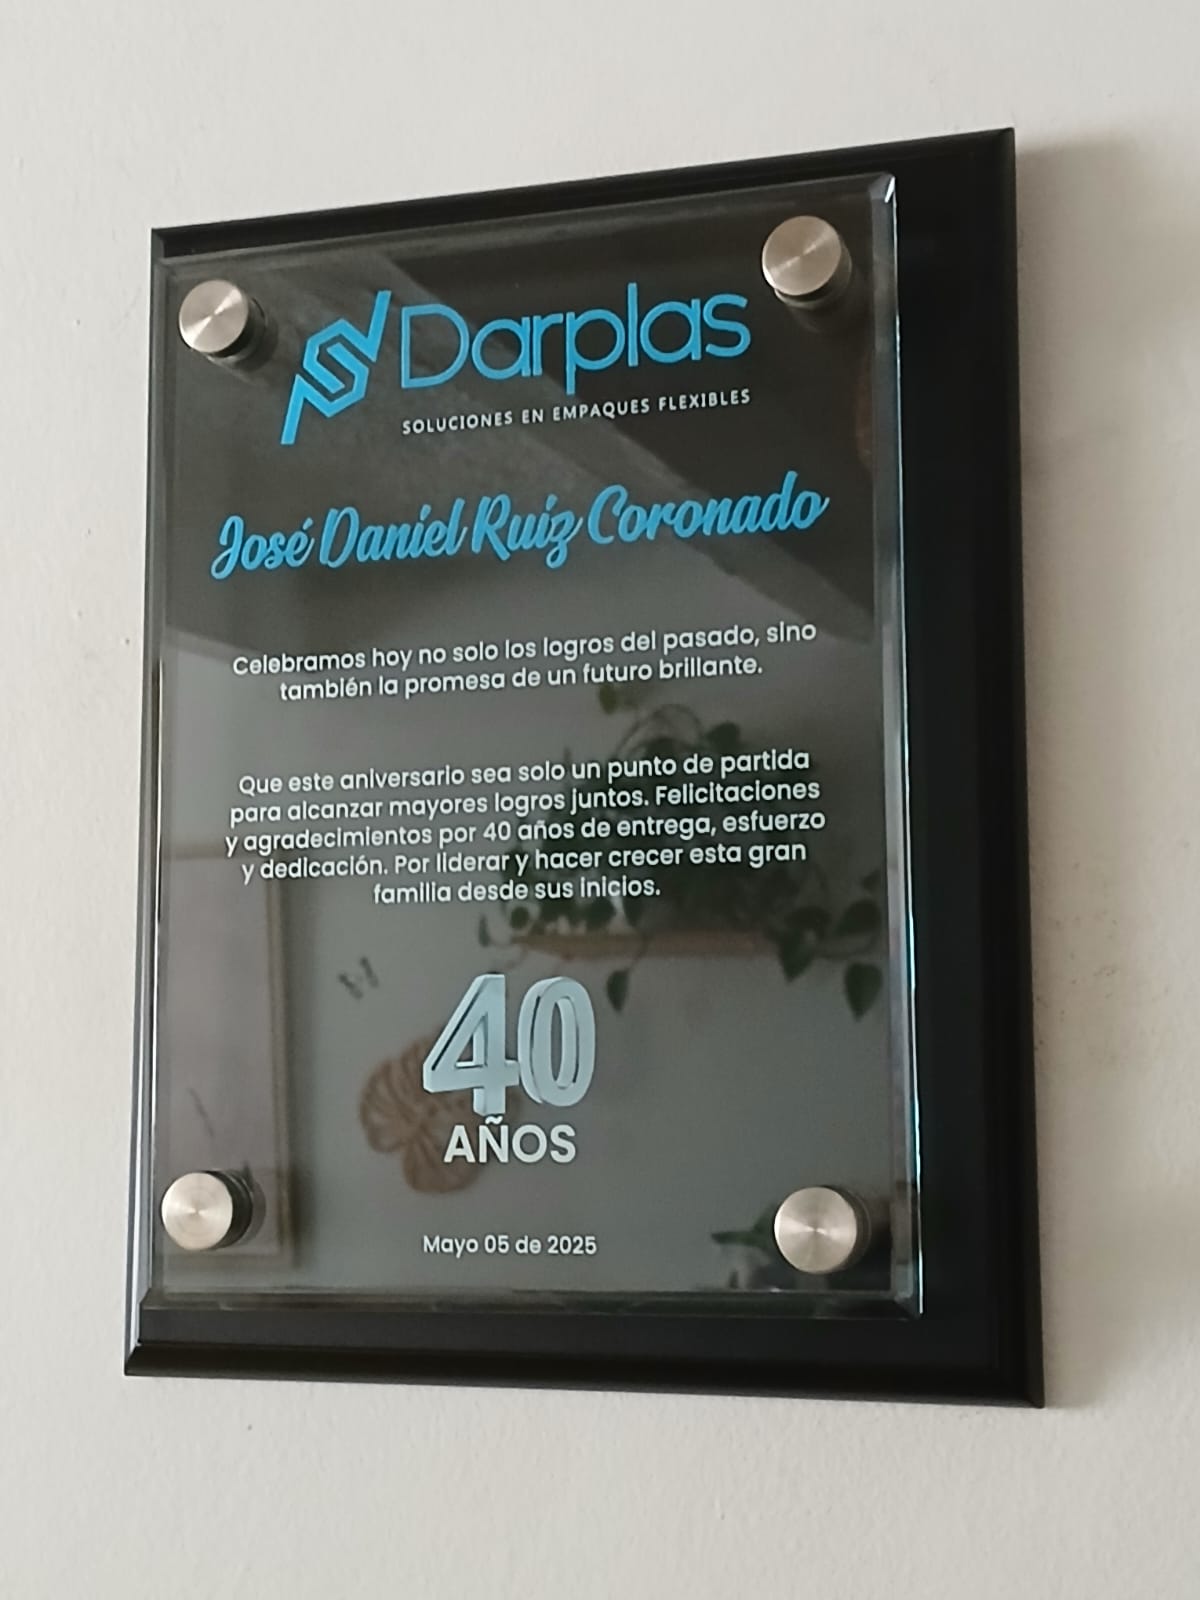 Darplas
SOLUCIONES EN EMPAQUES FLEXIBLES
José Daniel Ruiz Coronado
Celebramos hoy no solo los logros del pasado, sino
también la promesa de un futuro brillante.
Que este aniversario sea solo un punto de partida
para alcanzar mayores logros juntos. Felicitaciones
y agradecimientos por 40 años de entrega, esfuerzo
y dedicación. Por liderar y hacer crecer esta gran
familia desde sus inicios.
40
AÑOS
Mayo 05 de 2025